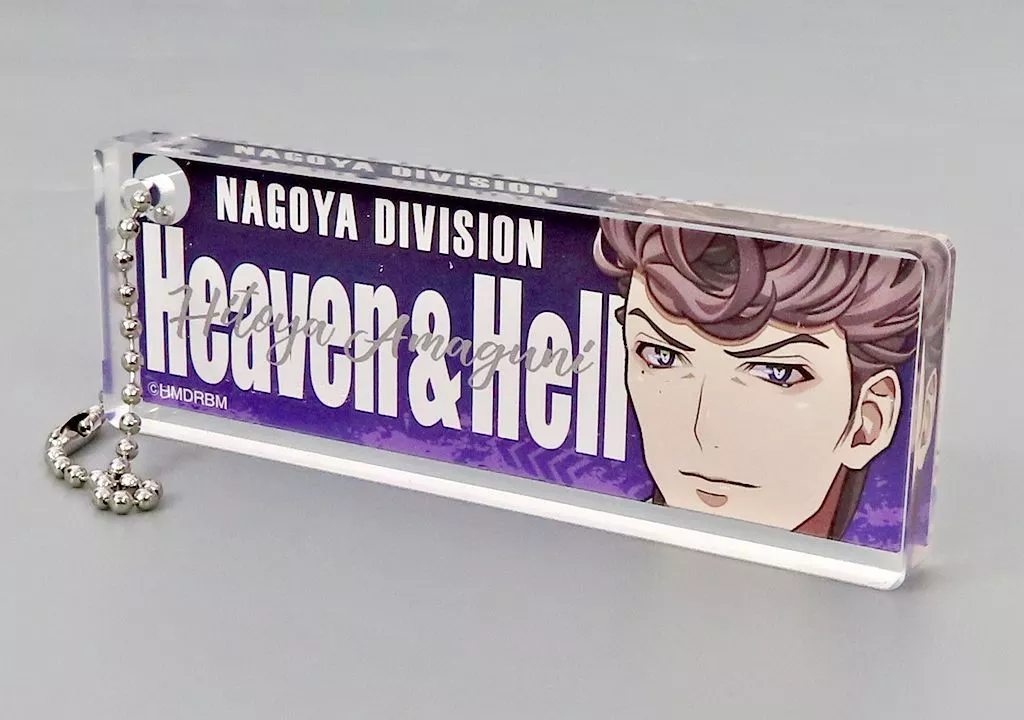 NAGOYA DIVISION
NAGOYA DIVISION
Heaven & Hell
Hitoya Amaguni
©HMDRBM